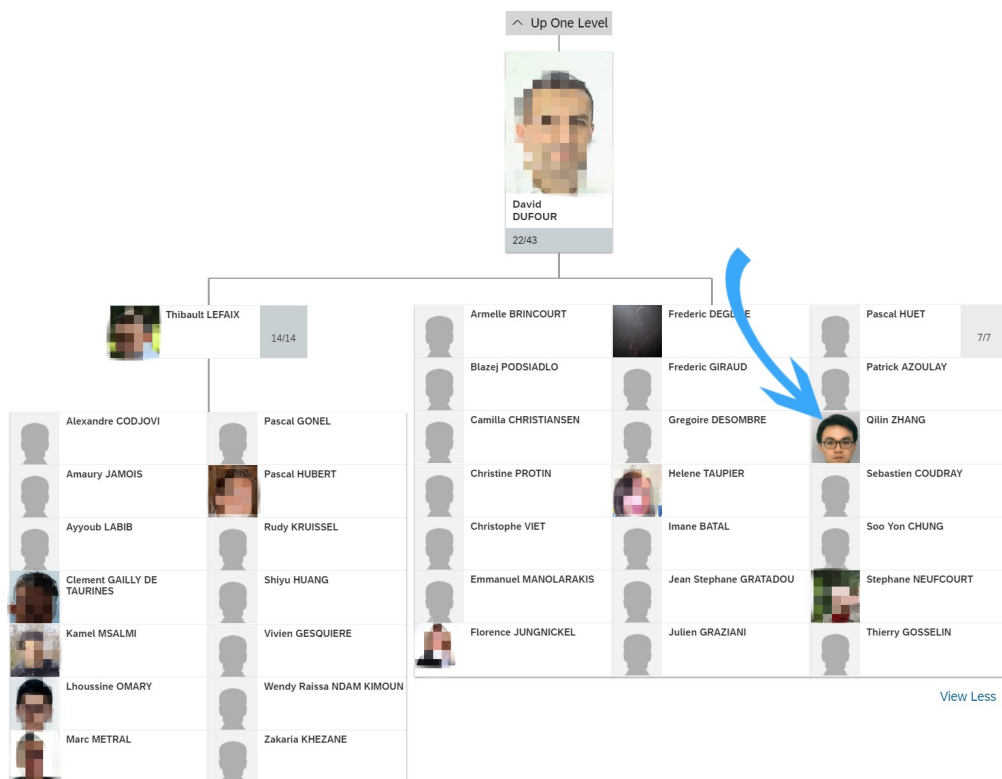 Up One Level
David
DUFOUR
22/43
Thibault LEFAIX
14/14
Alexandre CODJOVI
Pascal GONEL
Amaury JAMOIS
Pascal HUBERT
Ayyoub LABIB
Rudy KRUISSEL
Clement GAILLY DE
TAURINES
Shiyu HUANG
Kamel MSALMI
Vivien GESQUIERE
Lhoussine OMARY
Wendy Raissa NDAM KIMOUN
Marc METRAL
Zakaria KHEZANE
Armelle BRINCOURT
Frederic
Pascal HUET
7/7
Blazej PODSIADLO
Frederic GIRAUD
Patrick AZOULAY
Camilla CHRISTIANSEN
Gregoire DESOMBRE
Qilin ZHANG
Christine PROTIN
Helene TAUPIER
Sebastien COUDRAY
Christophe VIET
Imane BATAL
Soo Yon CHUNG
Emmanuel MANOLARAKIS
Jean Stephane GRATADOU
Stephane NEUFCOURT
Florence JUNGNICKEL
Julien GRAZIANI
Thierry GOSSELIN
View Less